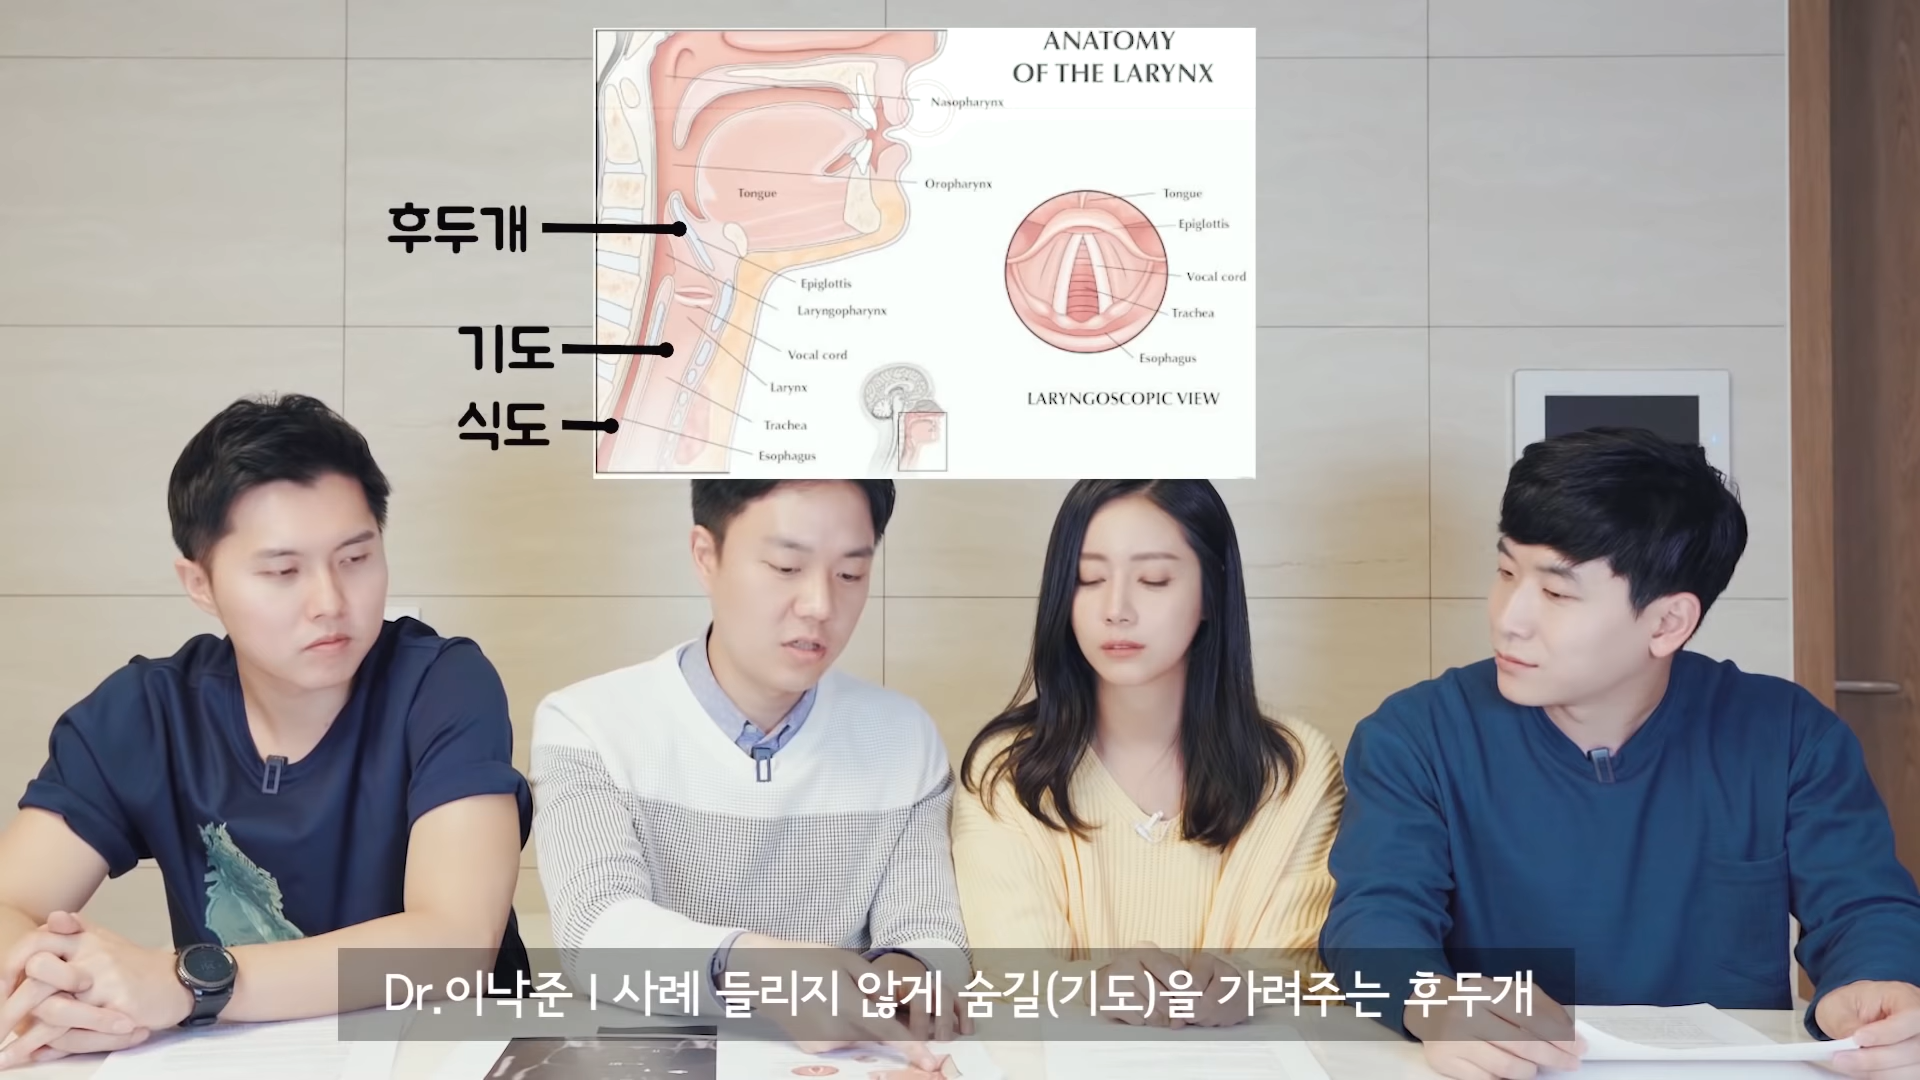 ANATOMY
OF THE LARYNX
Nasopharynx
Oropharynx
Tongue
후두개
Epiglottis
Laryngopharynx
기도
Vocal cord
Larynx
식도
Trachea
Esophagus
Tongue
Epiglottis
Vocal cord
Trachea
Esophagus
LARYNGOSCOPIC VIEW
Dr.이낙준 I 사례 들리지 않게 숨길(기도)을 가려주는 후두개